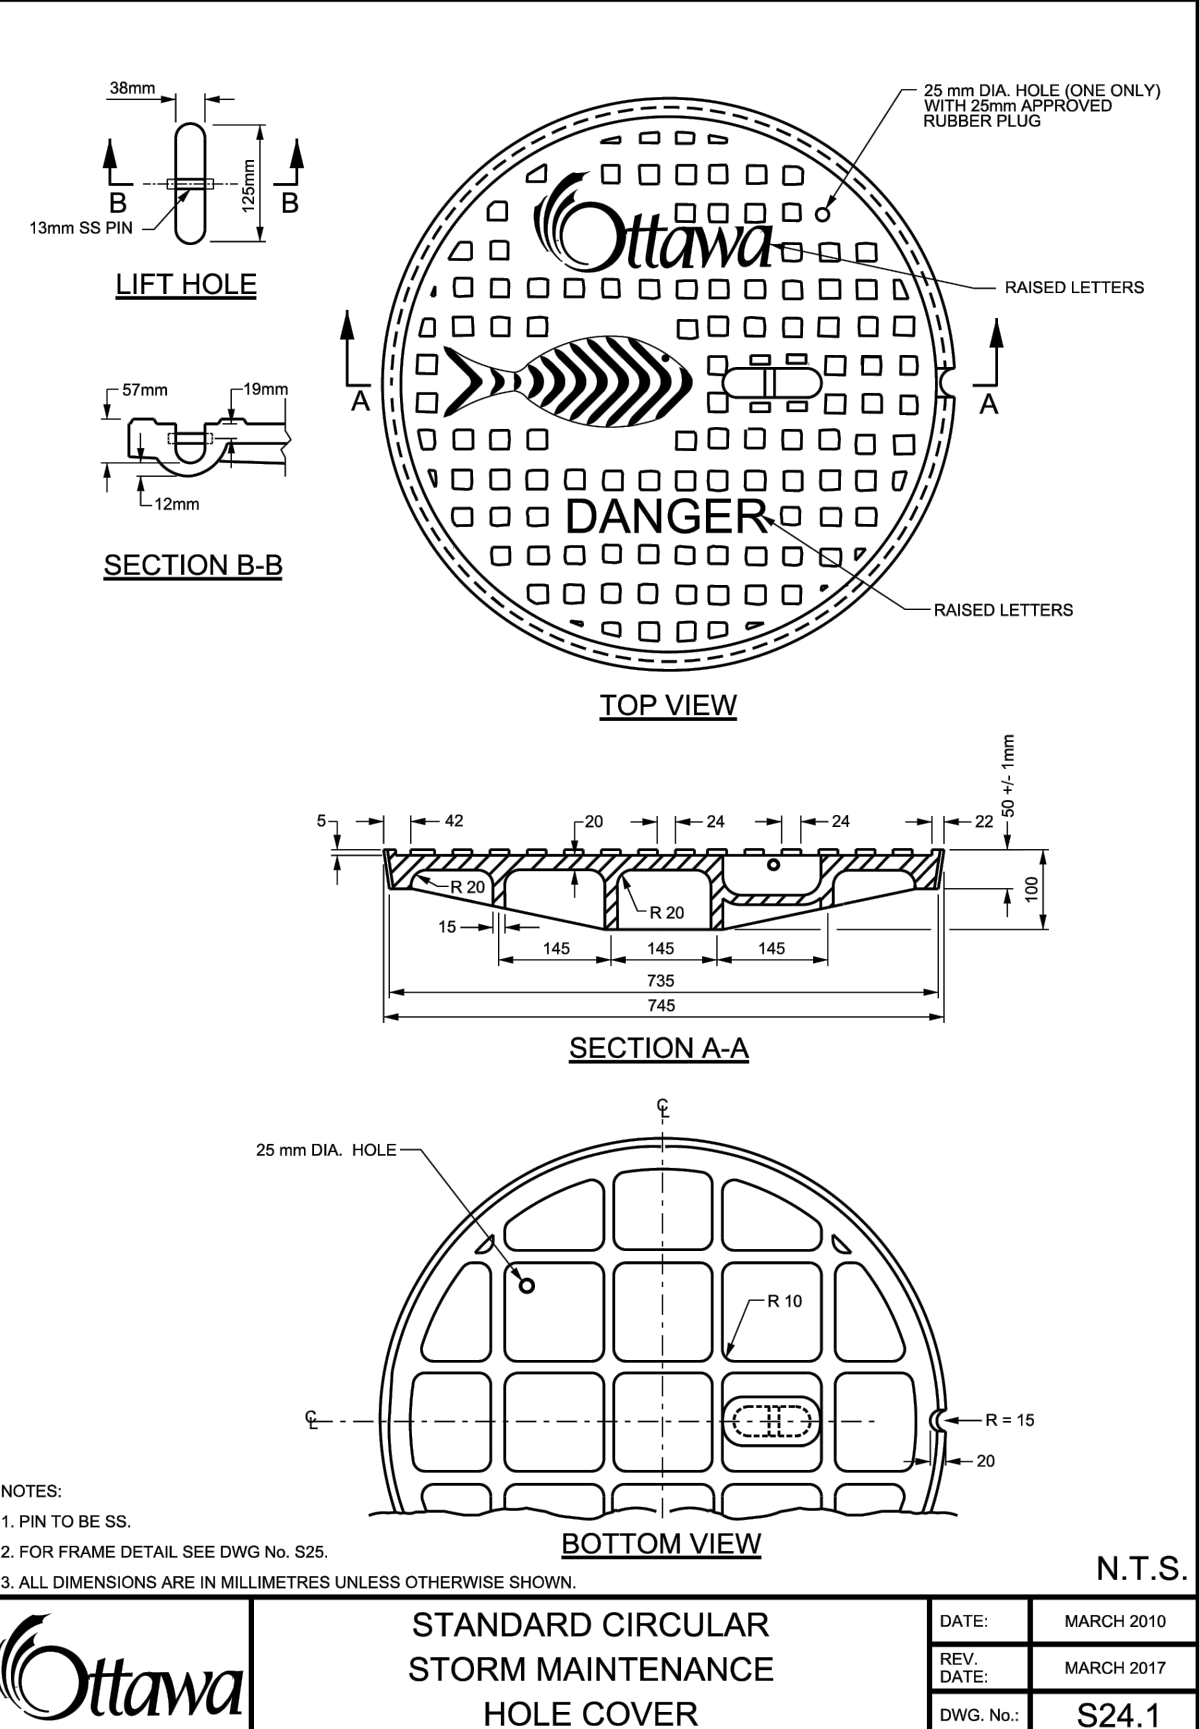 38mm
B
B
125mm
13mm SS PIN
LIFT HOLE
25 mm DIA. HOLE (ONE ONLY)
WITH 25mm APPROVED
RUBBER PLUG
Ottawa
RAISED LETTERS
A
A
DANGER
RAISED LETTERS
TOP VIEW
57mm
19mm
12mm
SECTION B-B
5
42
20
24
24
22
50 +/- 1mm
100
R 20
R 20
15
145
145
145
735
745
SECTION A-A
℄
25 mm DIA. HOLE
R 10
℄
R = 15
20
BOTTOM VIEW
NOTES:
1. PIN TO BE SS.
2. FOR FRAME DETAIL SEE DWG No. S25.
3. ALL DIMENSIONS ARE IN MILLIMETRES UNLESS OTHERWISE SHOWN.
N.T.S.
Ottawa
STANDARD CIRCULAR
STORM MAINTENANCE
HOLE COVER
DATE:
MARCH 2010
REV.
DATE:
MARCH 2017
DWG. No.:
S24.1